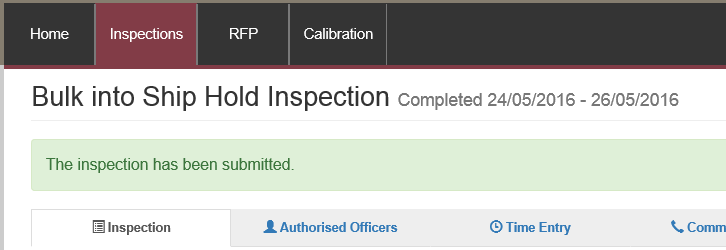 Home Inspections RFP Calibration
Bulk into Ship Hold Inspection Completed 24/05/2016 - 26/05/2016
The inspection has been submitted.
Inspection Authorised Officers Time Entry Comm